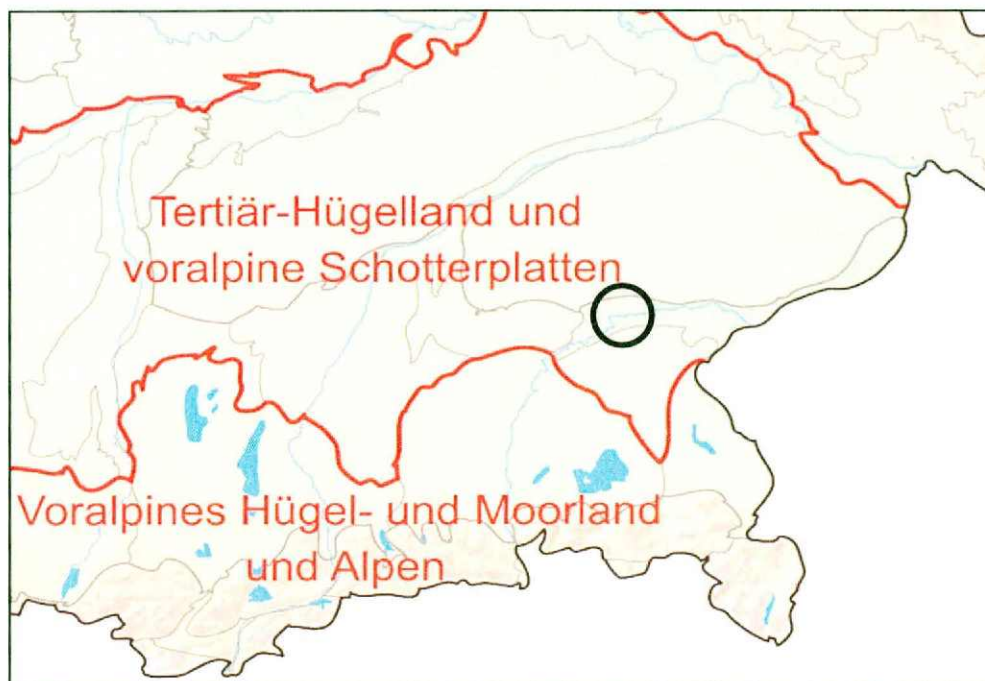 Tertiär-Hügelland und
voralpine Schotterplatten
Voralpines Hügel- und Moorland
und Alpen